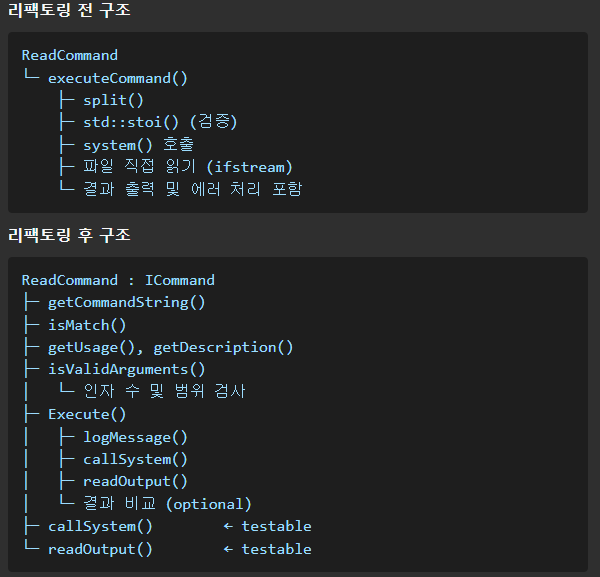 리팩토링 전 구조
ReadCommand
└─ executeCommand()
    ├─ split()
    ├─ std::stoi() (검증)
    ├─ system() 호출
    ├─ 파일 직접 읽기 (ifstream)
    └─ 결과 출력 및 에러 처리 포함
리팩토링 후 구조
ReadCommand : ICommand
├─ getCommandString()
├─ isMatch()
├─ getUsage(), getDescription()
├─ isValidArguments()
│   └─ 인자 수 및 범위 검사
├─ Execute()
│   ├─ logMessage()
│   ├─ callSystem()
│   ├─ readOutput()
│   └─ 결과 비교 (optional)
├─ callSystem()        ← testable
└─ readOutput()        ← testable